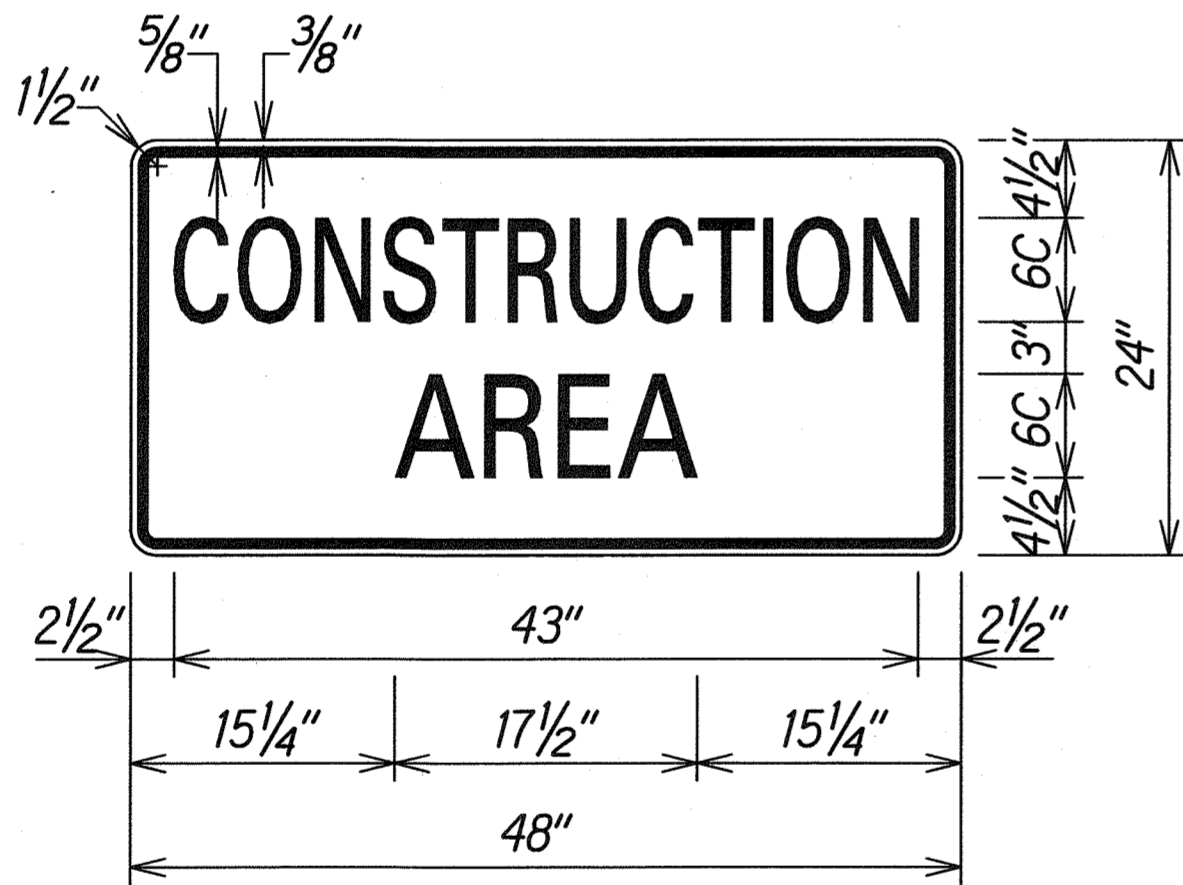 5/8" 3/8"
1 1/2"
CONSTRUCTION
AREA
4 1/2"
6C
3"
6C
4 1/2"
24"
2 1/2" 43" 2 1/2"
15 1/4" 17 1/2" 15 1/4"
48"